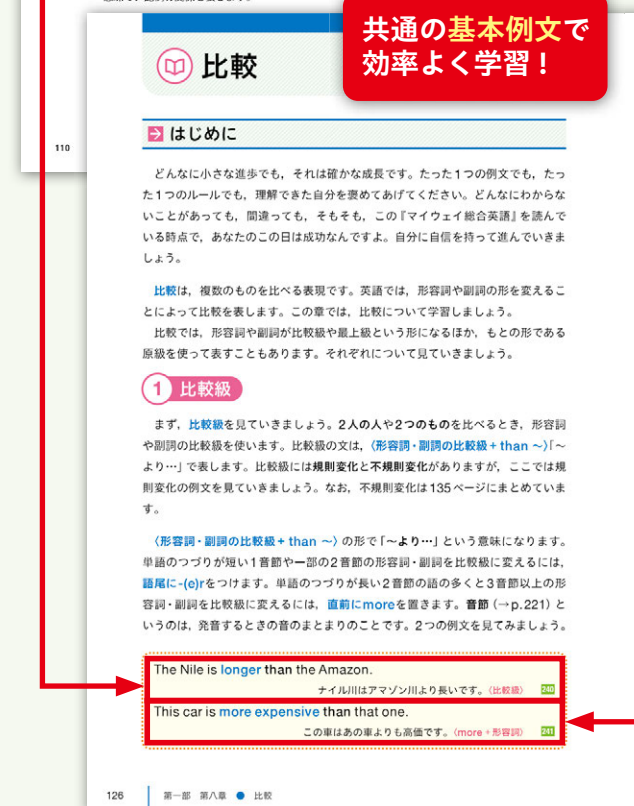 共通の基本例文で
効率よく学習！
110
比較
はじめに
どんなに小さな進歩でも，それは確かな成長です。たった1つの例文でも，たっ
た1つのルールでも，理解できた自分を褒めてあげてください。どんなにわからな
いことがあっても，間違っても，そもそも，この『マイウェイ総合英語』を読んで
いる時点で，あなたのこの日は成功なんですよ。自分に自信を持って進んでいきま
しょう。
比較は，複数のものを比べる表現です。英語では，形容詞や副詞の形を変えるこ
とによって比較を表します。この章では，比較について学習しましょう。
比較では，形容詞や副詞が比較級や最上級という形になるほか，もとの形である
原級を使って表すこともあります。それぞれについて見ていきましょう。
1 比較級
まず，比較級を見ていきましょう。2人の人や2つのものを比べるとき，形容詞
や副詞の比較級を使います。比較級の文は，〈形容詞・副詞の比較級+than ～〉「～
より…」で表します。比較級には規則変化と不規則変化がありますが，ここでは規
則変化の例文を見ていきましょう。なお，不規則変化は135ページにまとめていま
す。
〈形容詞・副詞の比較級+than ～〉の形で「～より…」という意味になります。
単語のつづりが短い1音節や一部の2音節の形容詞・副詞を比較級に変えるには，
語尾に-(e)rをつけます。単語のつづりが長い2音節の語の多くと3音節以上の形
容詞・副詞を比較級に変えるには，直前にmoreを置きます。音節（→p.221）と
いうのは，発音するときの音のまとまりのことです。2つの例文を見てみましょう。
The Nile is longer than the Amazon.
ナイル川はアマゾン川より長いです。〈比較級〉 240
This car is more expensive than that one.
この車はあの車よりも高価です。〈more+形容詞〉 241
126 第一部 第八章 ● 比較